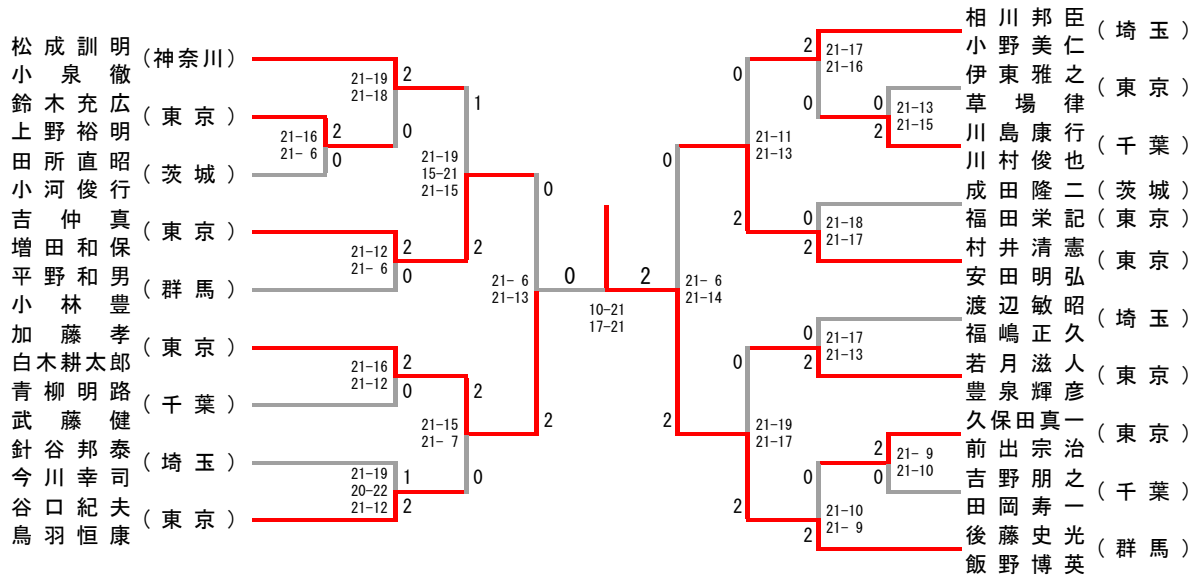 松成訓明
小泉徹
(神奈川)
鈴木充広
上野裕明
(東京)
田所直昭
小河俊行
(茨城)
吉仲真
増田和保
(東京)
平野和男
小林豊
(群馬)
加藤孝
白木耕太郎
(東京)
青柳明路
武藤健
(千葉)
針谷邦泰
今川幸司
(埼玉)
谷口紀夫
鳥羽恒康
(東京)
21-16
21- 6
2
0
21-19
21-18
2
0
21-12
21- 6
2
0
21-16
21-12
2
0
21-19
20-22
21-12
1
2
21-19
15-21
21-15
1
2
21-15
21- 7
2
0
21- 6
21-13
0
2
0
2
10-21
17-21
0
2
21- 6
21-14
0
2
21-11
21-13
0
2
21-19
21-17
2
0
21-17
21-16
0
2
21-13
21-15
0
2
21-18
21-17
0
2
21-17
21-13
2
0
21- 9
21-10
0
2
21-10
21- 9
相川邦臣
小野美仁
(埼玉)
伊東雅之
草場律
(東京)
川島康行
川村俊也
(千葉)
成田隆二
(茨城)
福田栄記
(東京)
村井清憲
安田明弘
(東京)
渡辺敏昭
福嶋正久
(埼玉)
若月滋人
豊泉輝彦
(東京)
久保田真一
前出宗治
(東京)
吉野朋之
田岡寿一
(千葉)
後藤史光
飯野博英
(群馬)